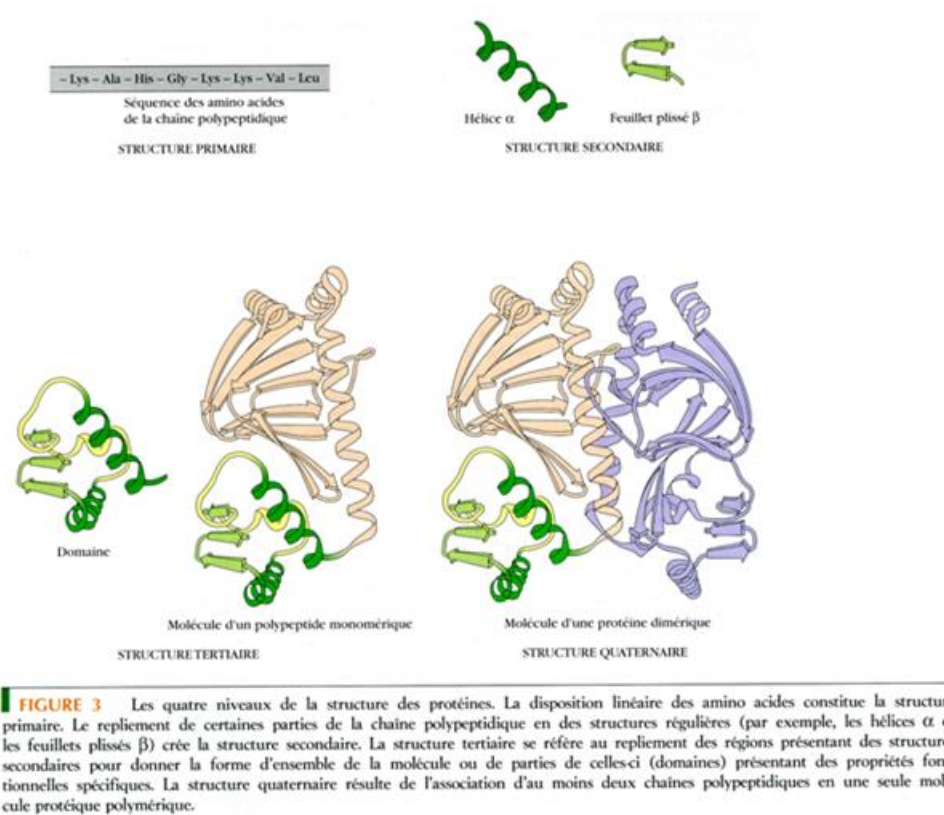 – Lys – Ala – His – Gly – Lys – Lys – Val – Leu
Séquence des amino acides
de la chaîne polypeptidique
STRUCTURE PRIMAIRE
Hélice α
Feuillet plissé β
STRUCTURE SECONDAIRE
Domaine
Molécule d'un polypeptide monomérique
STRUCTURE TERTIAIRE
Molécule d'une protéine dimérique
STRUCTURE QUATERNAIRE
FIGURE 3 Les quatre niveaux de la structure des protéines. La disposition linéaire des amino acides constitue la structu
primaire. Le repliement de certaines parties de la chaîne polypeptidique en des structures régulières (par exemple, les hélices α
les feuillets plissés β) crée la structure secondaire. La structure tertiaire se réfère au repliement des régions présentant des structure
secondaires pour donner la forme d'ensemble de la molécule ou de parties de celles-ci (domaines) présentant des propriétés fon
tionnelles spécifiques. La structure quaternaire résulte de l'association d'au moins deux chaînes polypeptidiques en une seule mol
cule protéique polymérique.